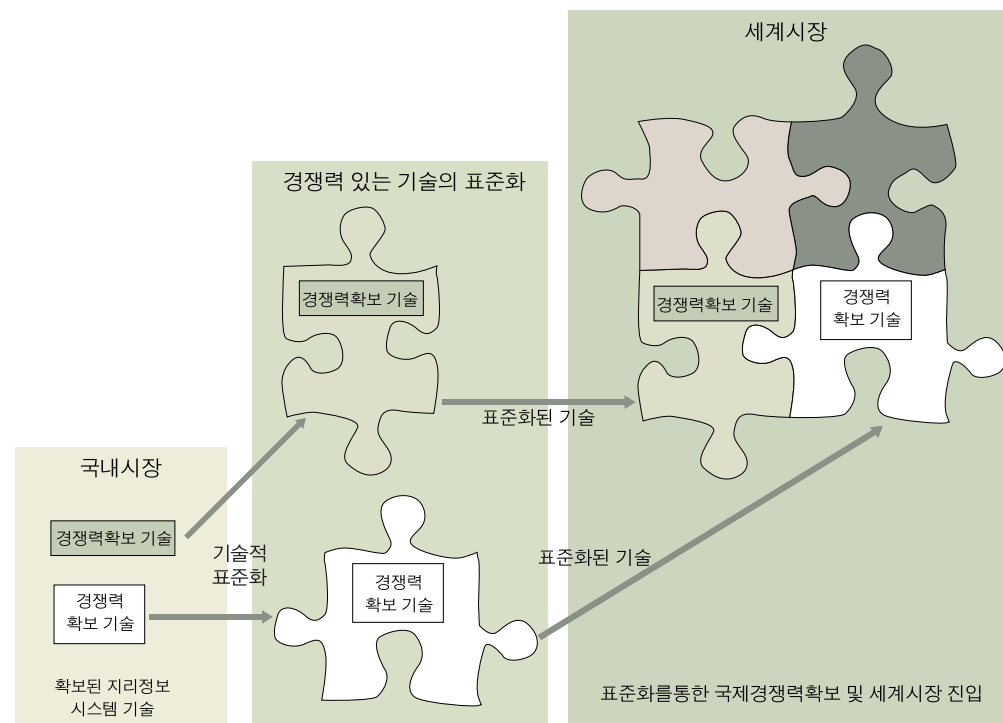 국내시장
경쟁력확보 기술
경쟁력
확보 기술
확보된 지리정보
시스템 기술
기술적
표준화
경쟁력 있는 기술의 표준화
경쟁력확보 기술
경쟁력
확보 기술
표준화된 기술
표준화된 기술
세계시장
경쟁력확보 기술
경쟁력
확보 기술
표준화를통한 국제경쟁력확보 및 세계시장 진입